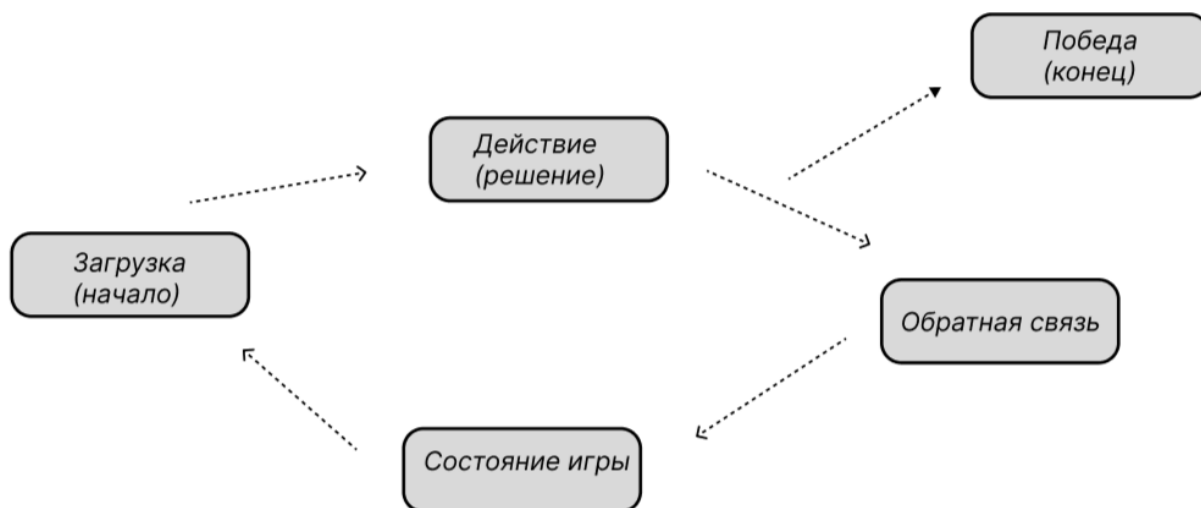 Победа
(конец)
Действие
(решение)
Загрузка
(начало)
Обратная связь
Состояние игры